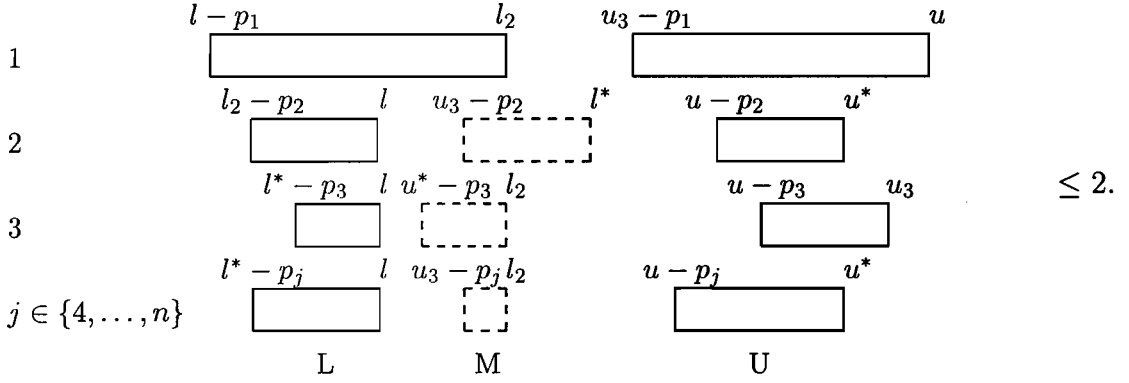 l − p₁ l₂ u₃ − p₁ u
1
l₂ − p₂ l u₃ − p₂ l* u − p₂ u*
2
l* − p₃ l u* − p₃ l₂ u − p₃ u₃
≤ 2.
3
l* − pⱼ l u₃ − pⱼ l₂ u − pⱼ u*
j ∈ {4, . . . , n}
L M U